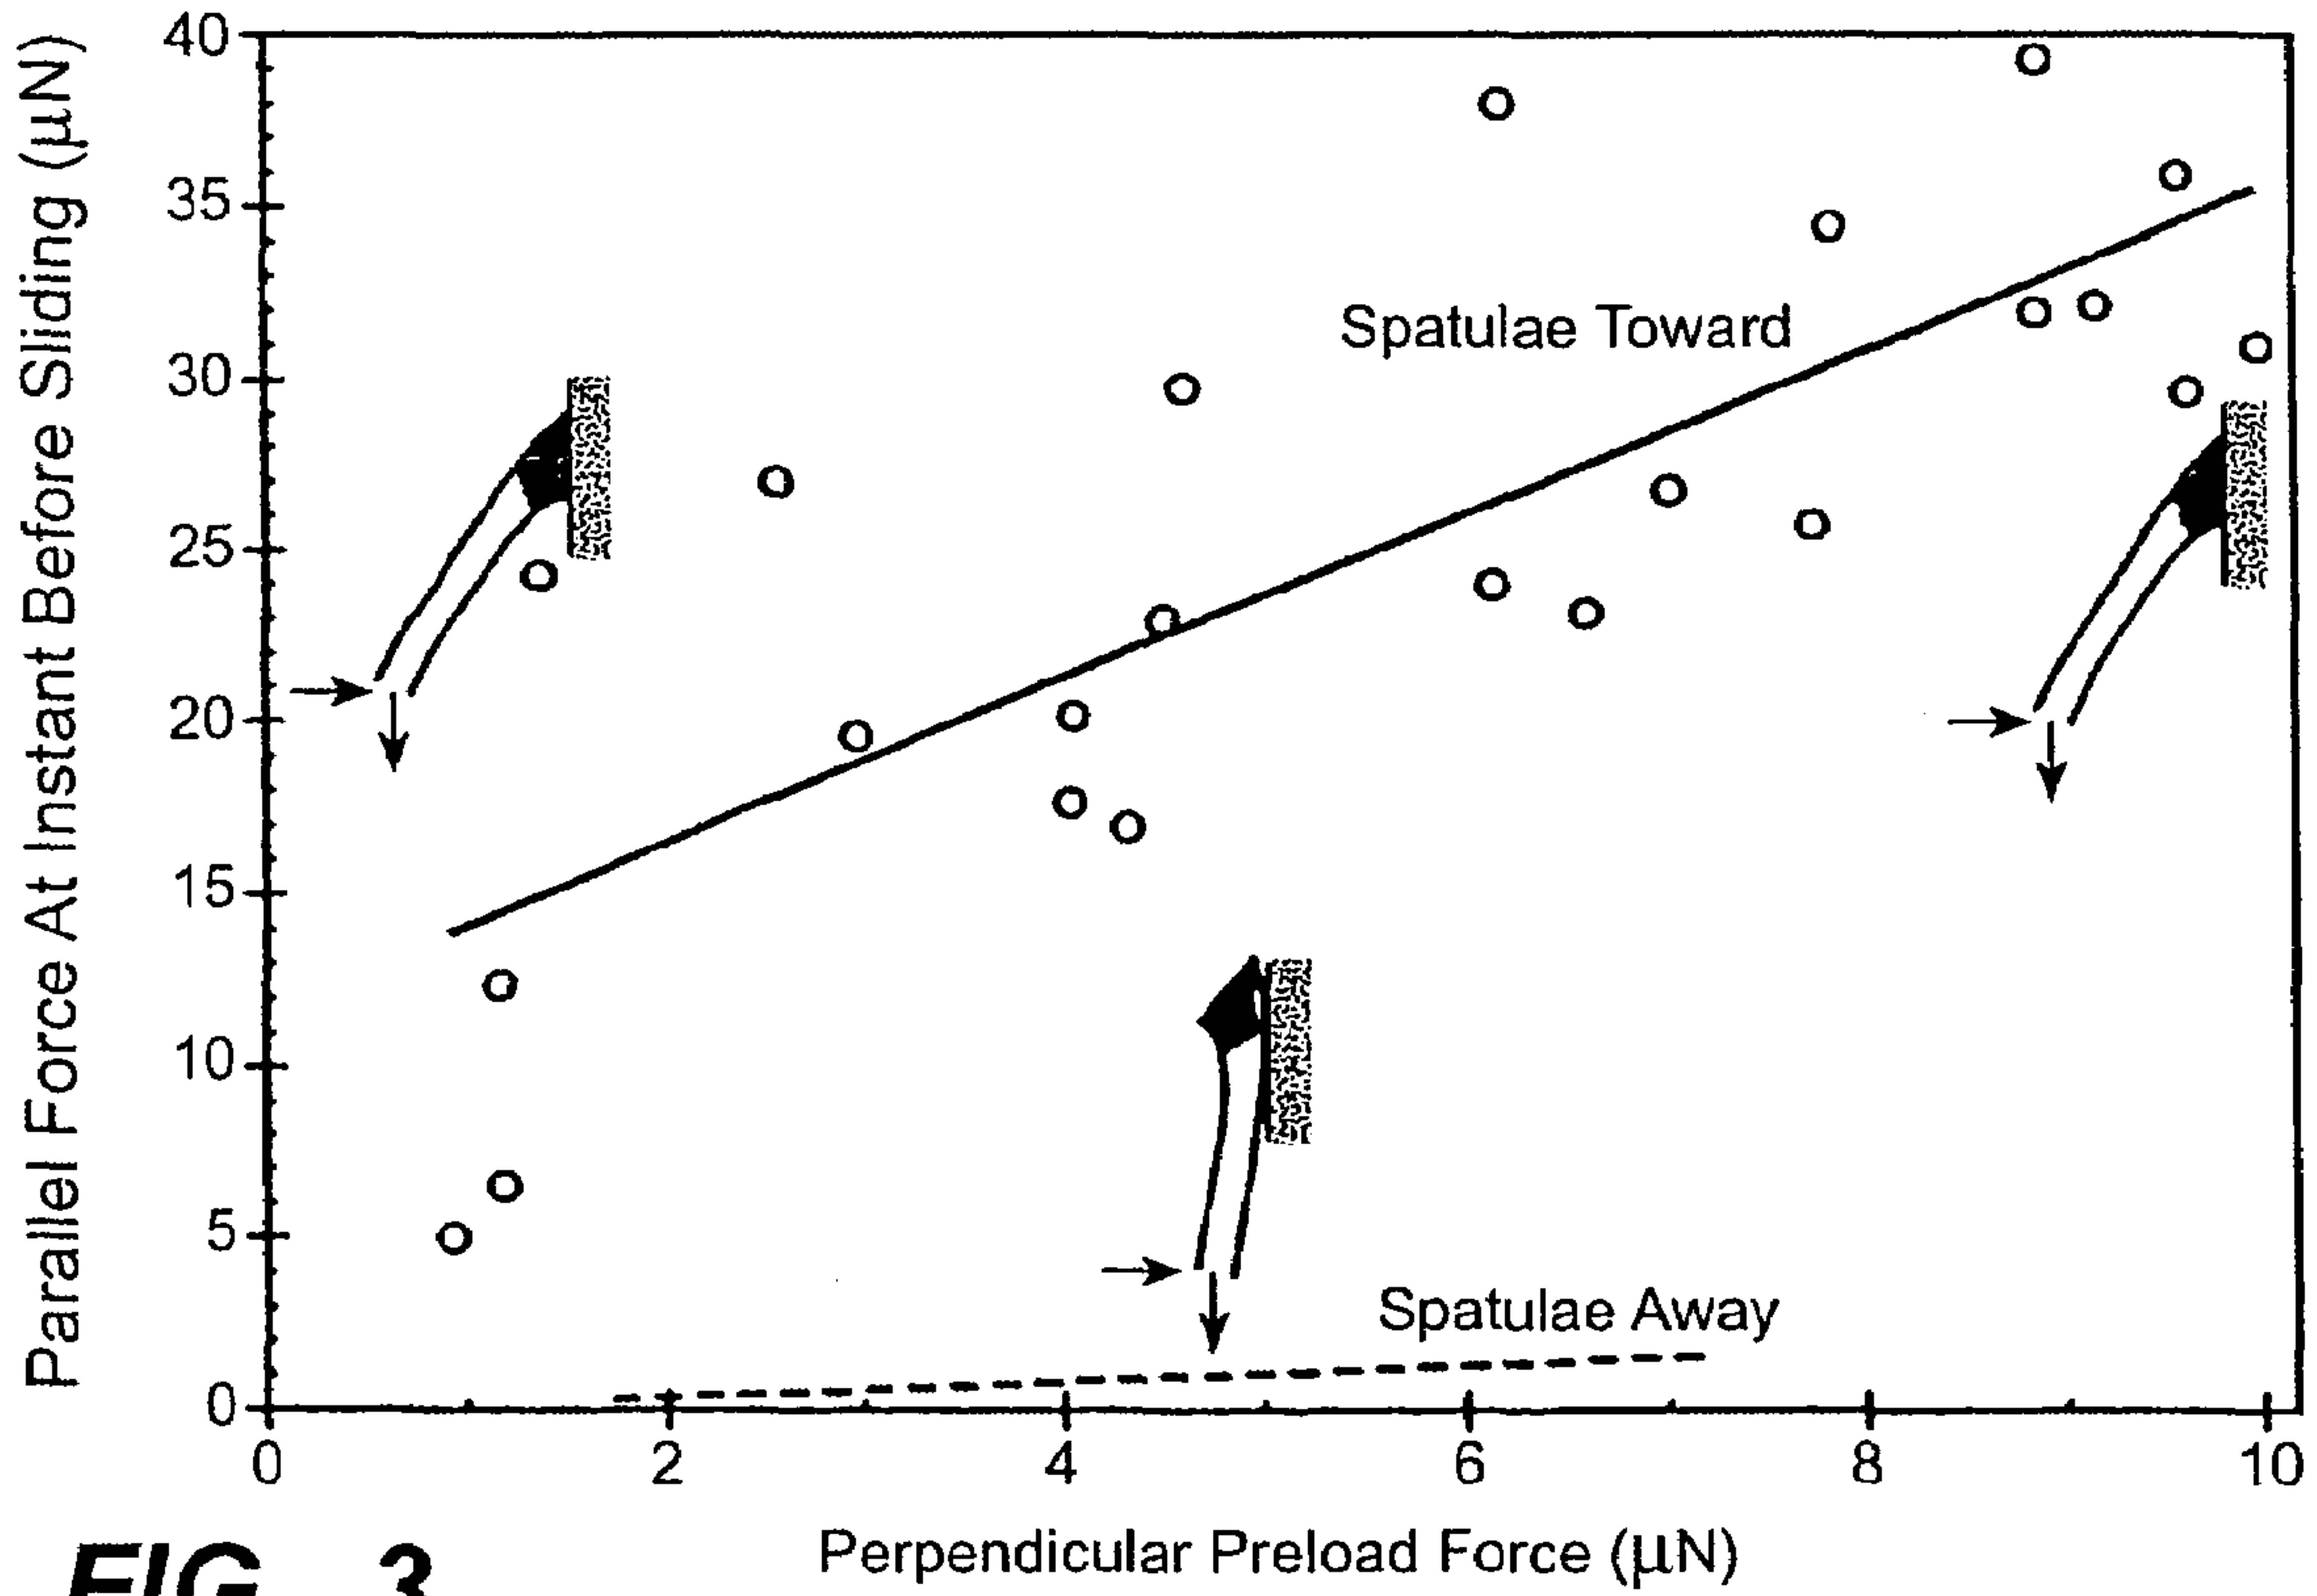 Parallel Force At Instant Before Sliding (µN)
40
35
30
25
20
15
10
5
0
Spatulae Toward
Spatulae Away
0 2 4 6 8 10
Perpendicular Preload Force (µN)
FIG. 3